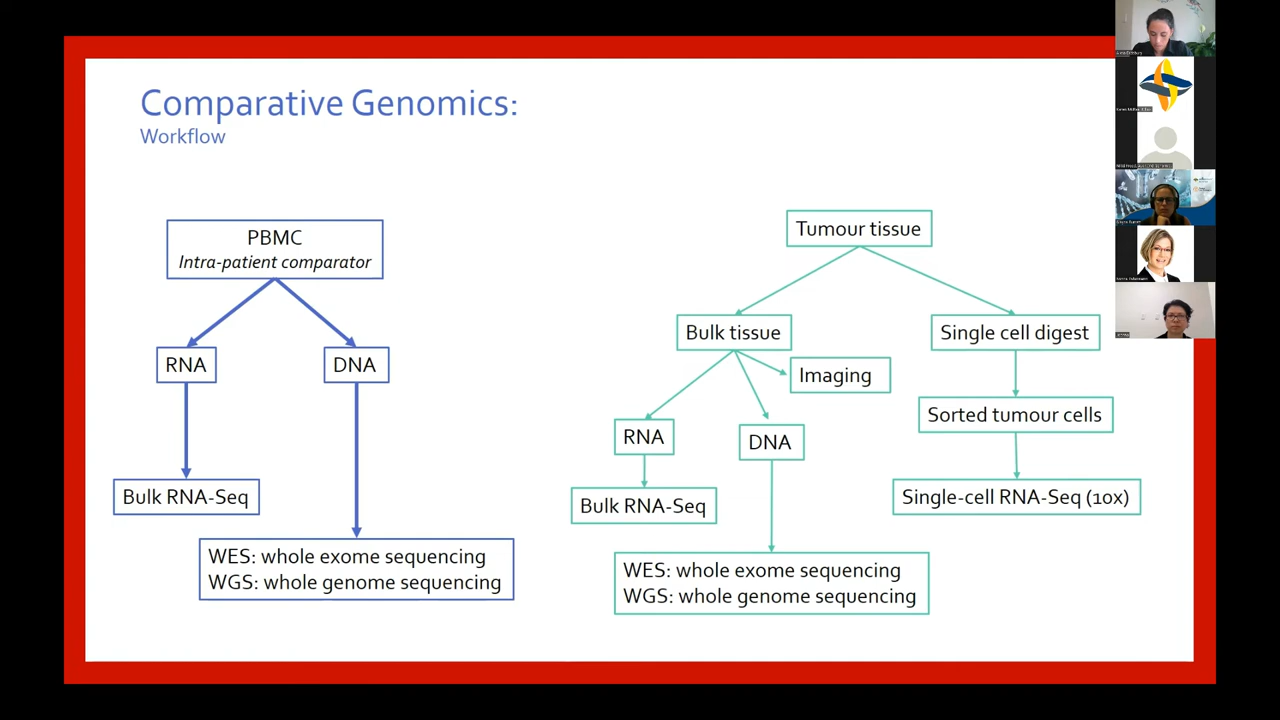 Comparative Genomics:
Workflow
PBMC
Intra-patient comparator
RNA
DNA
Bulk RNA-Seq
WES: whole exome sequencing
WGS: whole genome sequencing
Tumour tissue
Bulk tissue
Single cell digest
Imaging
Sorted tumour cells
RNA
DNA
Single-cell RNA-Seq (10x)
Bulk RNA-Seq
WES: whole exome sequencing
WGS: whole genome sequencing